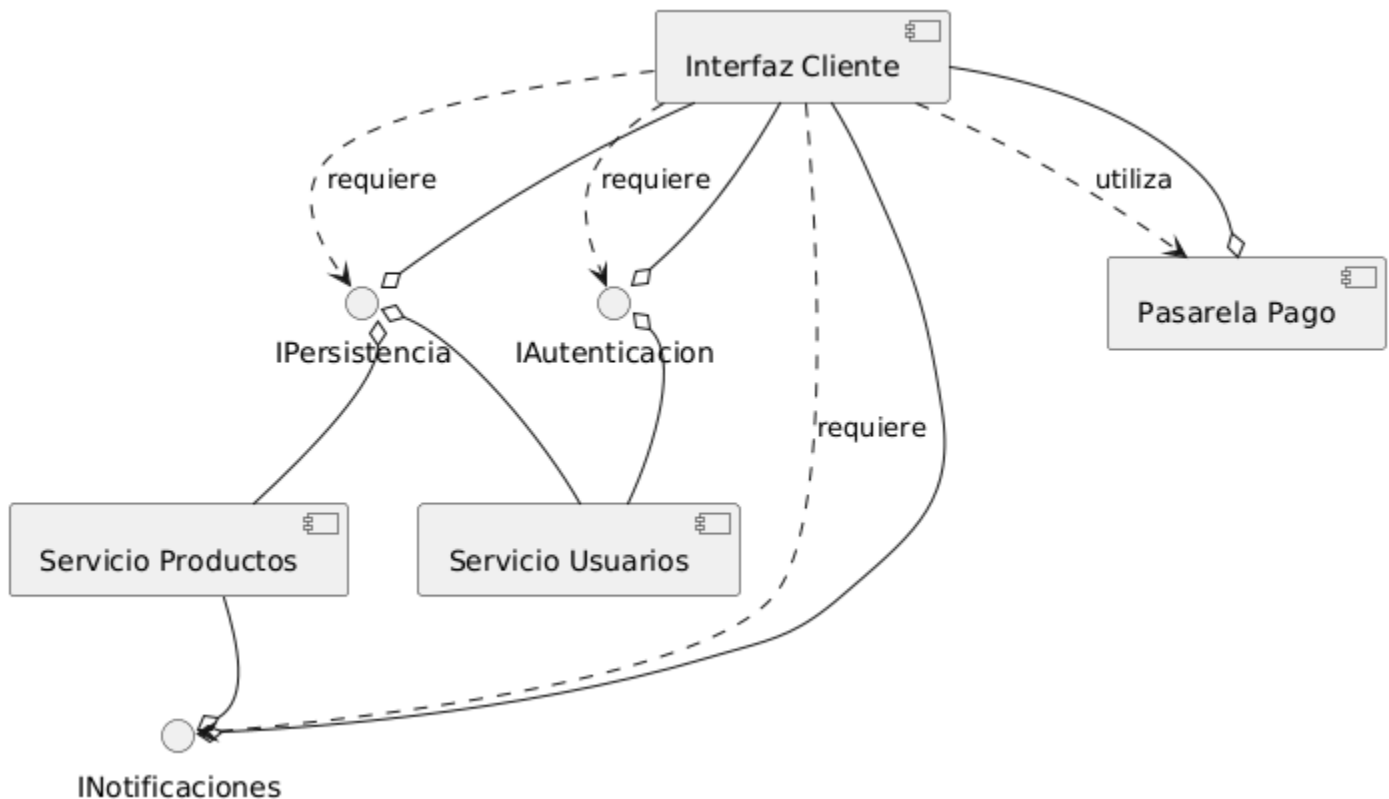 Interfaz Cliente
requiere
requiere
utiliza
IPersistencia
IAutenticacion
Pasarela Pago
requiere
Servicio Productos
Servicio Usuarios
INotificaciones